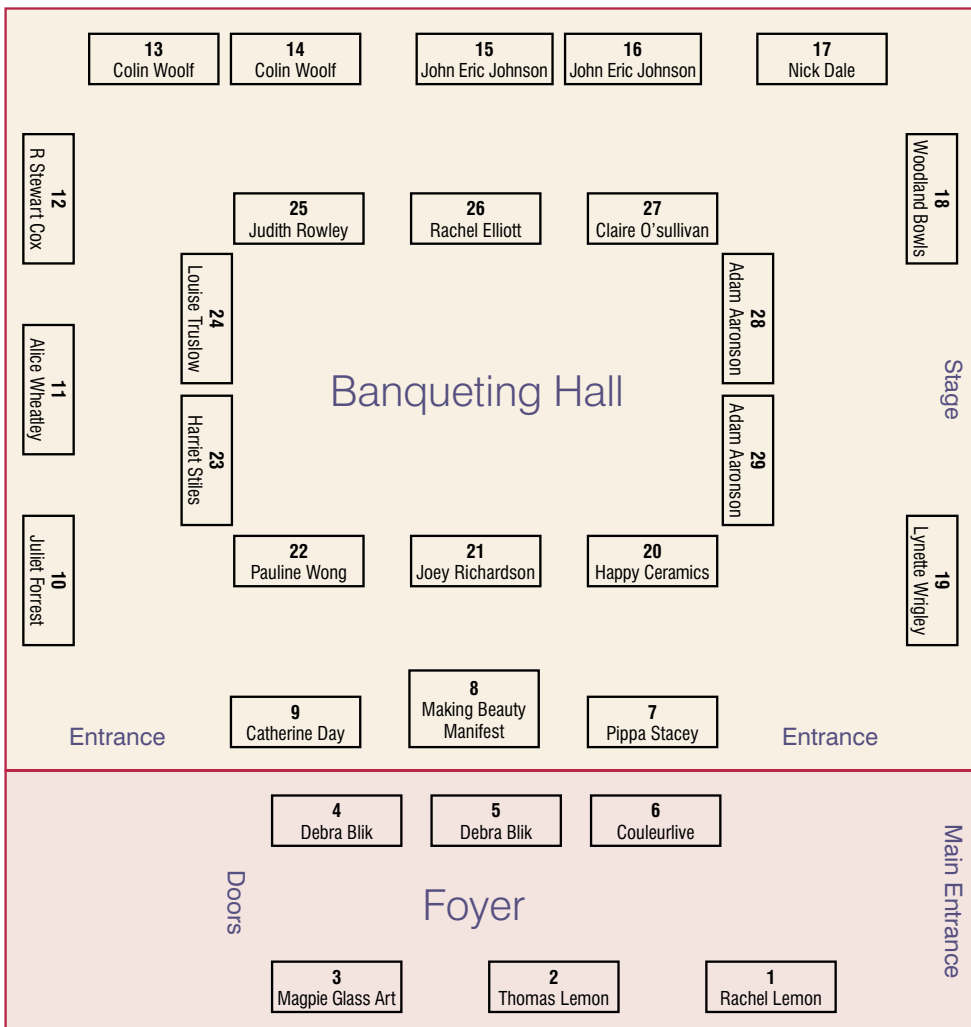 13
Colin Woolf
14
Colin Woolf
15
John Eric Johnson
16
John Eric Johnson
17
Nick Dale
12
R Stewart Cox
18
Woodland Bowls
25
Judith Rowley
26
Rachel Elliott
27
Claire O'sullivan
24
Louise Truslow
28
Adam Aaronson
11
Alice Wheatley
Banqueting Hall
Stage
23
Harriet Stiles
29
Adam Aaronson
10
Juliet Forrest
22
Pauline Wong
21
Joey Richardson
20
Happy Ceramics
19
Lynette Wrigley
Entrance
9
Catherine Day
8
Making Beauty
Manifest
7
Pippa Stacey
Entrance
4
Debra Blik
5
Debra Blik
6
Couleurlive
Doors
Foyer
Main Entrance
3
Magpie Glass Art
2
Thomas Lemon
1
Rachel Lemon